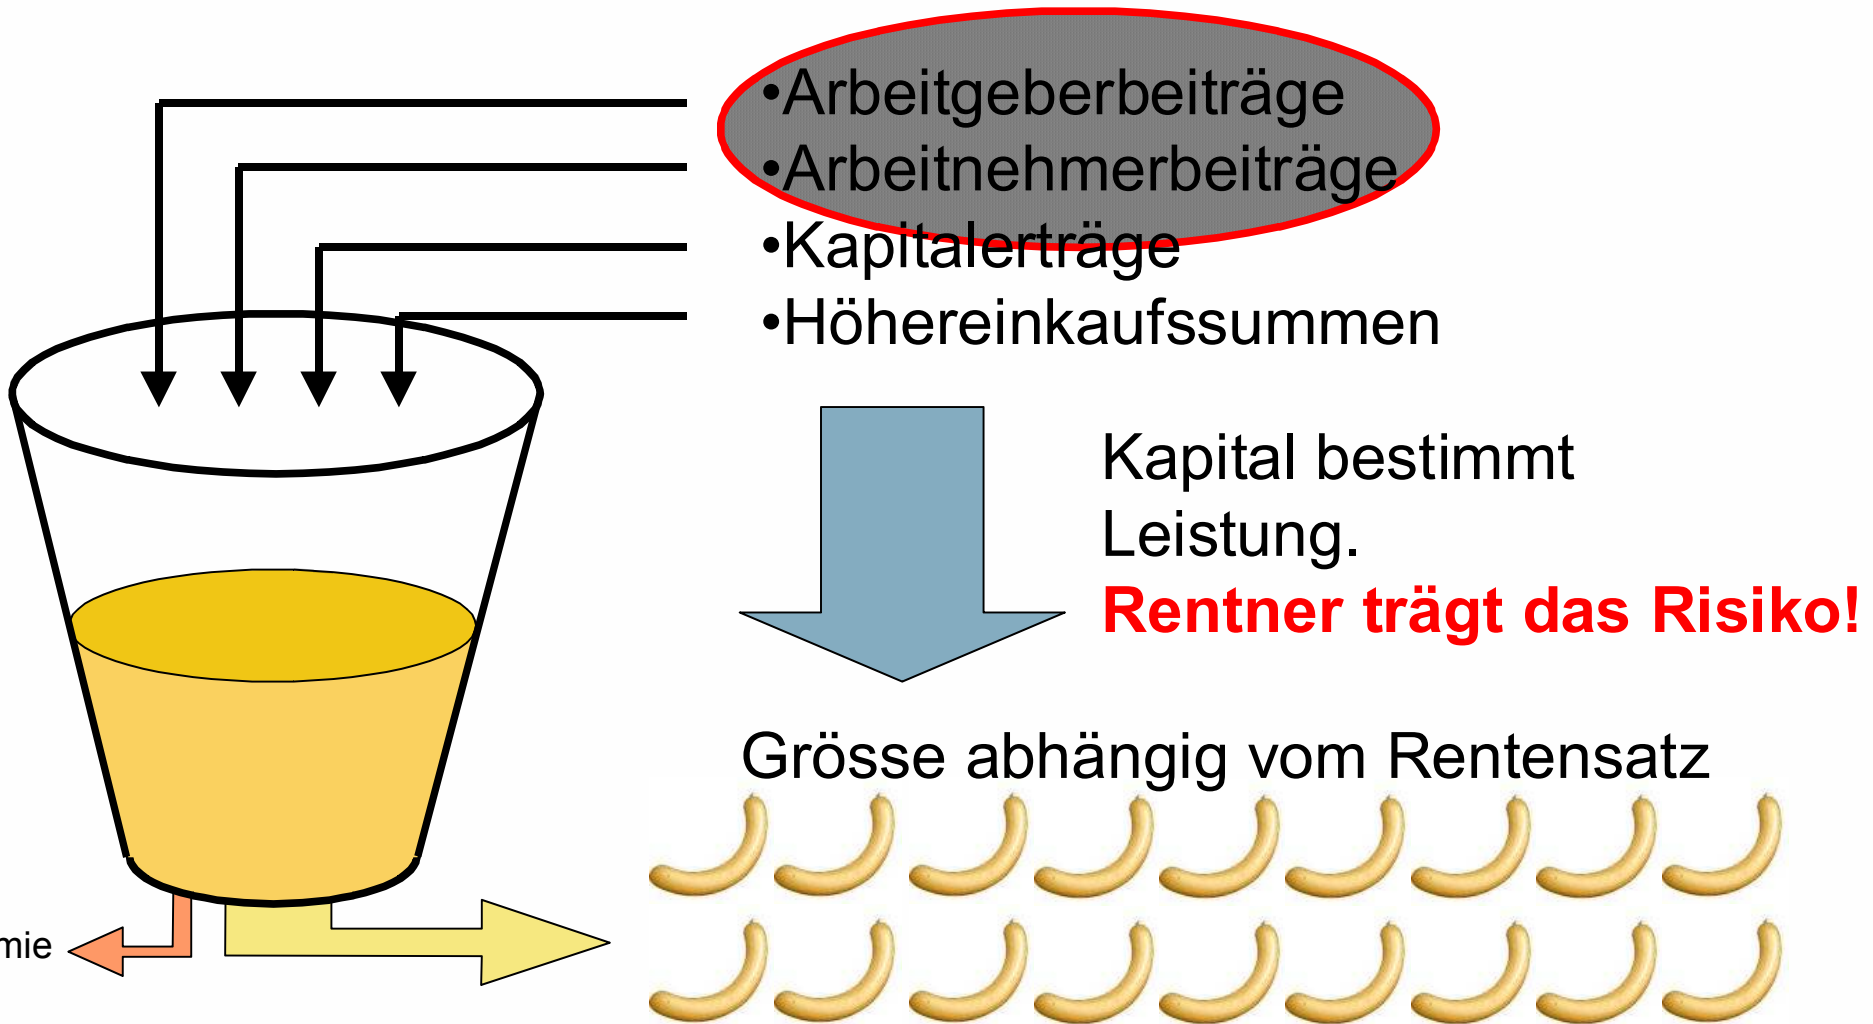 •Arbeitgeberbeiträge
•Arbeitnehmerbeiträge
•Kapitalerträge
•Höhereinkaufssummen
Kapital bestimmt
Leistung.
Rentner trägt das Risiko!
Grösse abhängig vom Rentensatz
mie